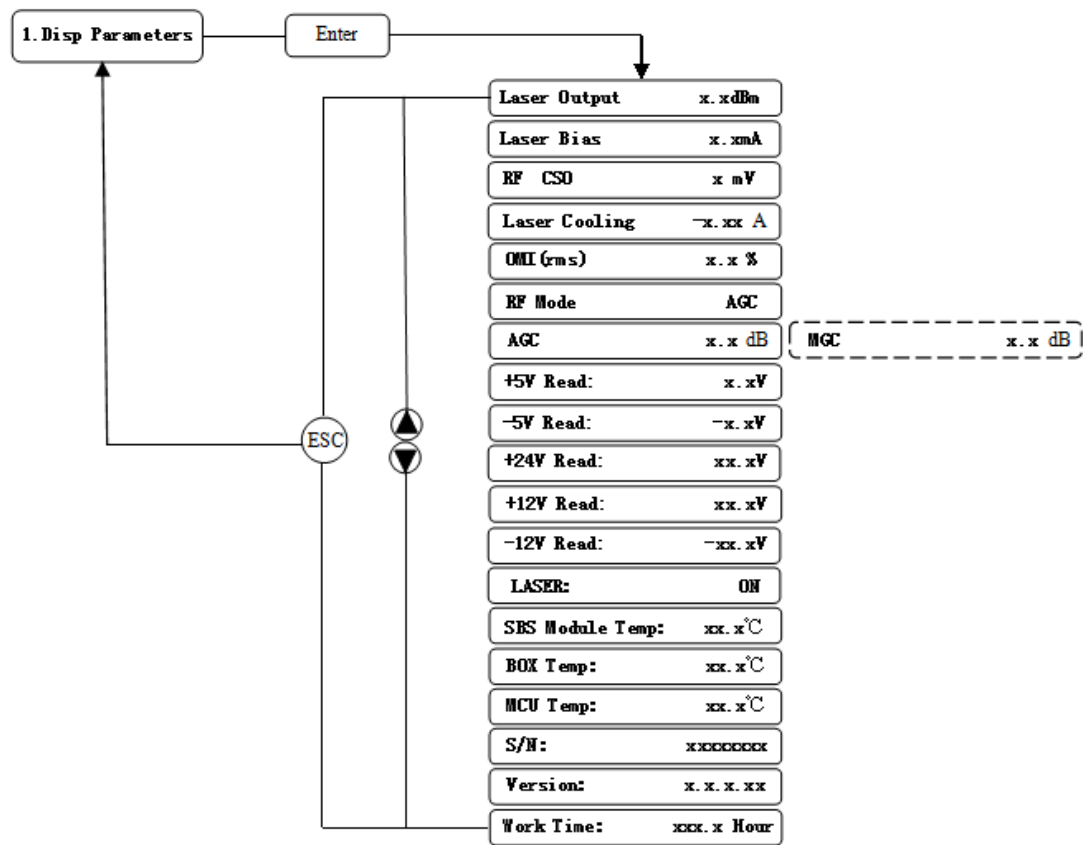 1.Disp Parameters
Enter
Laser Output x.xdBm
Laser Bias x.xmA
RF CSO x mV
Laser Cooling -x.xx A
OMI(rms) x.x %
RF Mode AGC
AGC x.x dB
MGC x.x dB
+5V Read: x.xV
-5V Read: -x.xV
ESC
+24V Read: xx.xV
+12V Read: xx.xV
-12V Read: -xx.xV
LASER: ON
SBS Module Temp: xx.x℃
BOX Temp: xx.x℃
MCU Temp: xx.x℃
S/N: xxxxxxxx
Version: x.x.x.xx
Work Time: xxx.x Hour